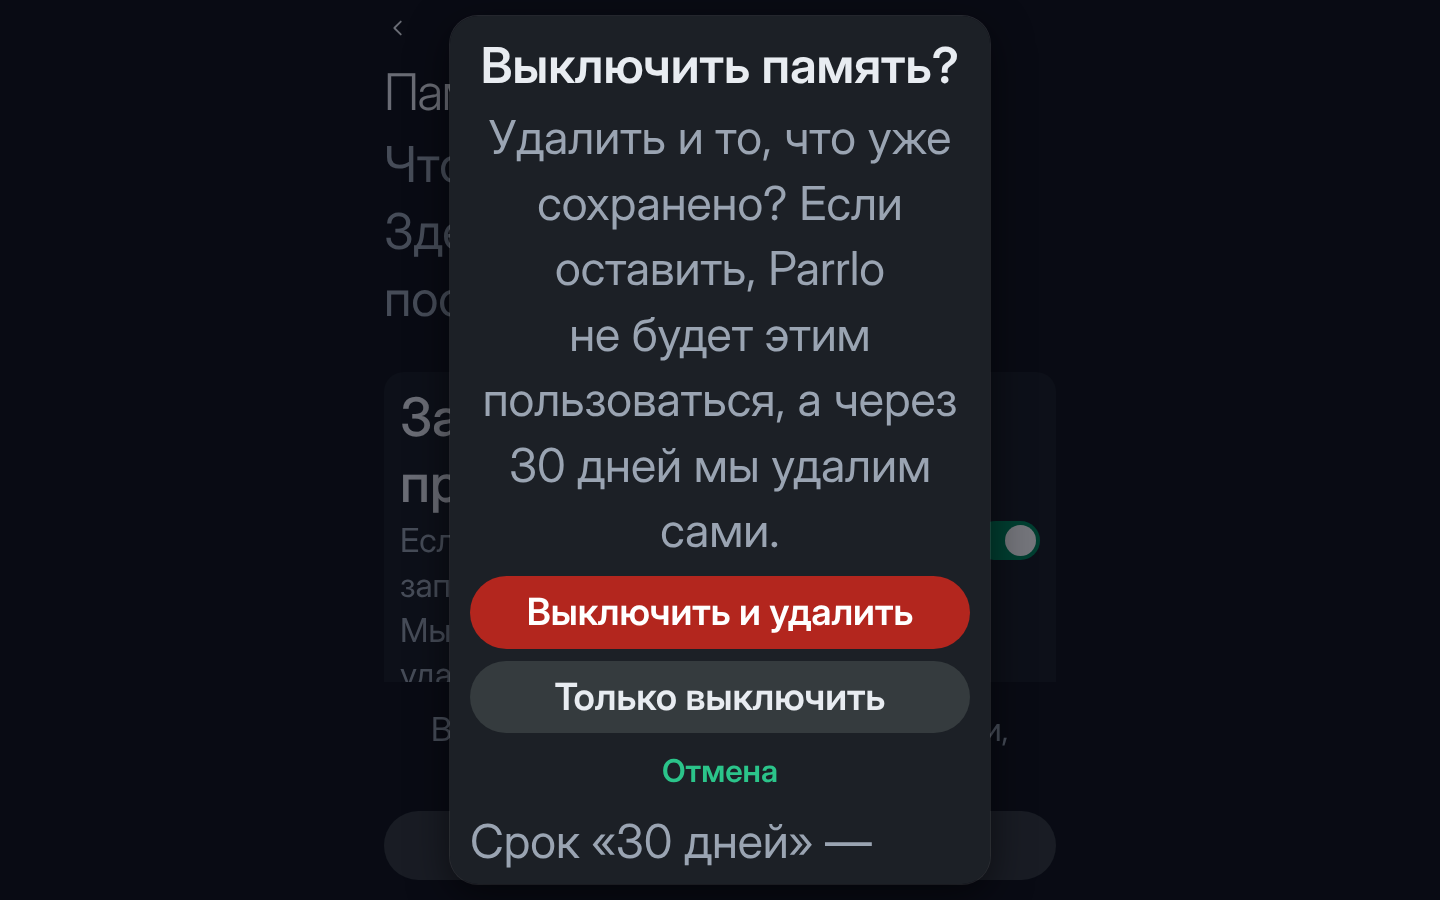 Выключить память?
Удалить и то, что уже
сохранено? Если
оставить, Parrlo
не будет этим
пользоваться, а через
30 дней мы удалим
сами.
Выключить и удалить
Только выключить
Отмена
Срок «30 дней» —